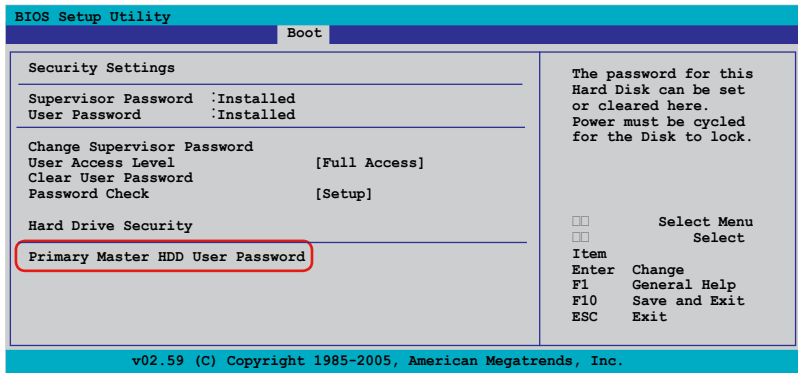 BIOS Setup Utility
Boot
Security Settings
Supervisor Password :Installed
User Password :Installed
Change Supervisor Password
User Access Level [Full Access]
Clear User Password
Password Check [Setup]
Hard Drive Security
Primary Master HDD User Password
The password for this
Hard Disk can be set
or cleared here.
Power must be cycled
for the Disk to lock.
□□ Select Menu
□□ Select
Item
Enter Change
F1 General Help
F10 Save and Exit
ESC Exit
v02.59 (C) Copyright 1985-2005, American Megatrends, Inc.